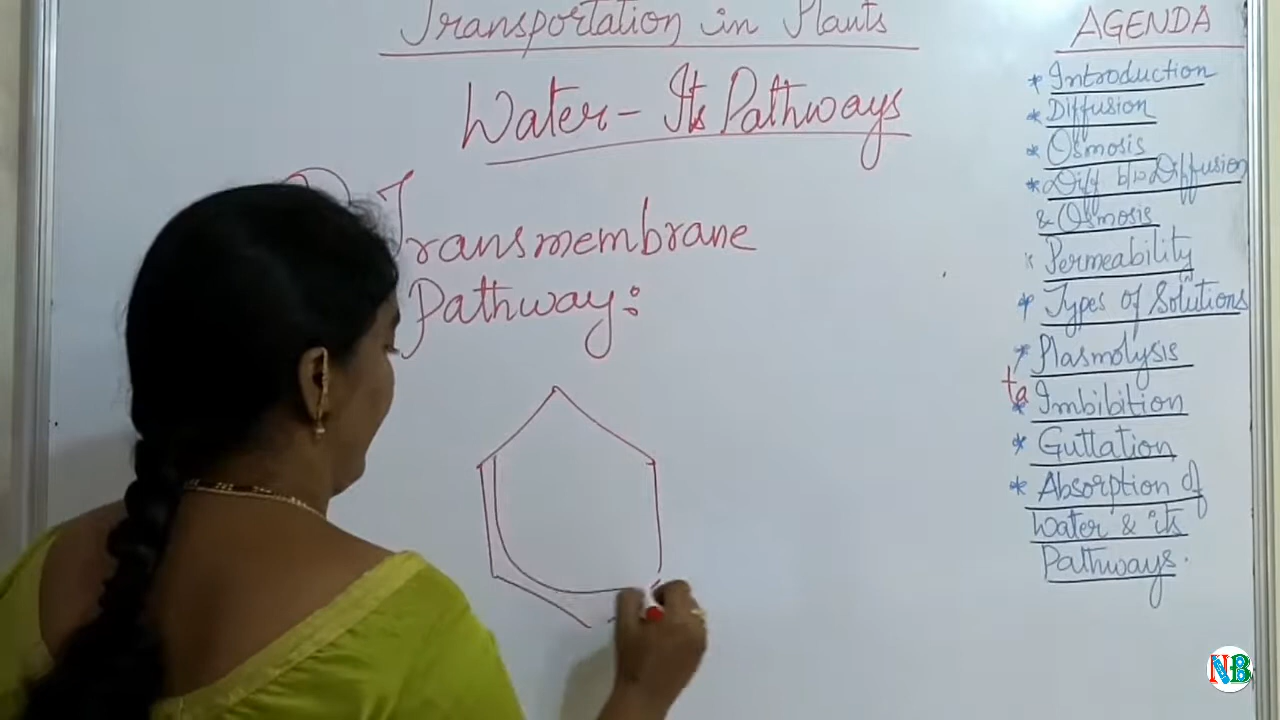 Transportation in Plants
Water - Its Pathways
Transmembrane
Pathway:
AGENDA
* Introduction
* Diffusion
* Osmosis
* Diff b/w Diffusion
& Osmosis
* Permeability
* Types of Solutions
* Plasmolysis
ta
* Imbibition
* Guttation
* Absorption of
Water & its
Pathways.
NB